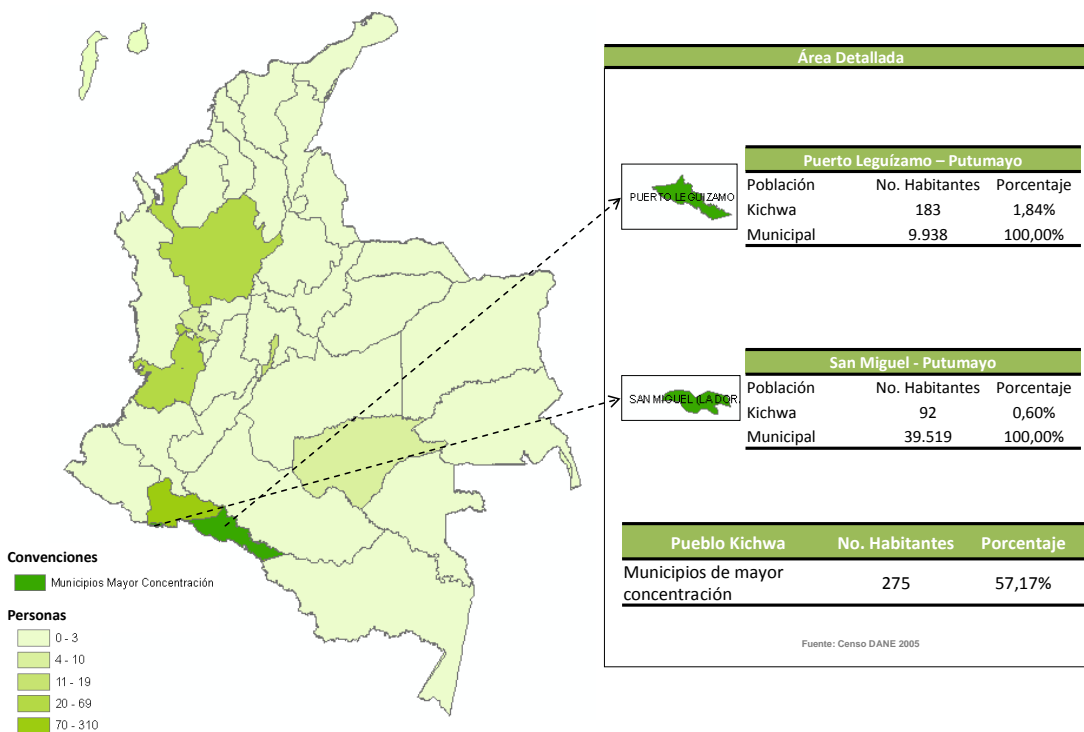 Área Detallada
Puerto Leguízamo – Putumayo
Población No. Habitantes Porcentaje
Kichwa 183 1,84%
Municipal 9.938 100,00%
PUERTO LEGUIZAMO
San Miguel - Putumayo
Población No. Habitantes Porcentaje
Kichwa 92 0,60%
Municipal 39.519 100,00%
SAN MIGUEL (LA DOR.
Pueblo Kichwa No. Habitantes Porcentaje
Municipios de mayor
concentración 275 57,17%
Fuente: Censo DANE 2005
Convenciones
Municipios Mayor Concentración
Personas
0 - 3
4 - 10
11 - 19
20 - 69
70 - 310